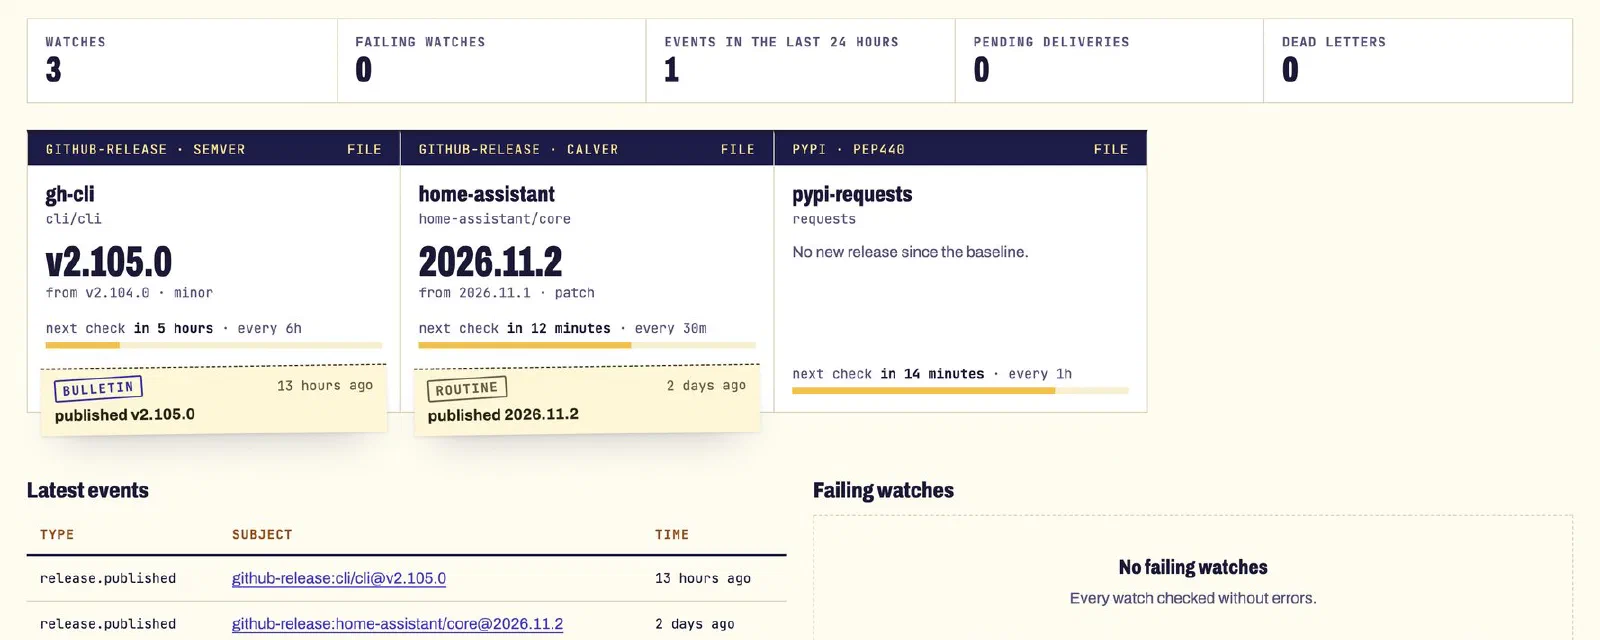 WATCHES
3
FAILING WATCHES
0
EVENTS IN THE LAST 24 HOURS
1
PENDING DELIVERIES
0
DEAD LETTERS
0
GITHUB-RELEASE · SEMVER FILE
gh-cli
cli/cli
v2.105.0
from v2.104.0 · minor
next check in 5 hours · every 6h
BULLETIN 13 hours ago
published v2.105.0
GITHUB-RELEASE · CALVER FILE
home-assistant
home-assistant/core
2026.11.2
from 2026.11.1 · patch
next check in 12 minutes · every 30m
ROUTINE 2 days ago
published 2026.11.2
PYPI · PEP440 FILE
pypi-requests
requests
No new release since the baseline.
next check in 14 minutes · every 1h
Latest events
TYPE SUBJECT TIME
release.published github-release:cli/cli@v2.105.0 13 hours ago
release.published github-release:home-assistant/core@2026.11.2 2 days ago
Failing watches
No failing watches
Every watch checked without errors.